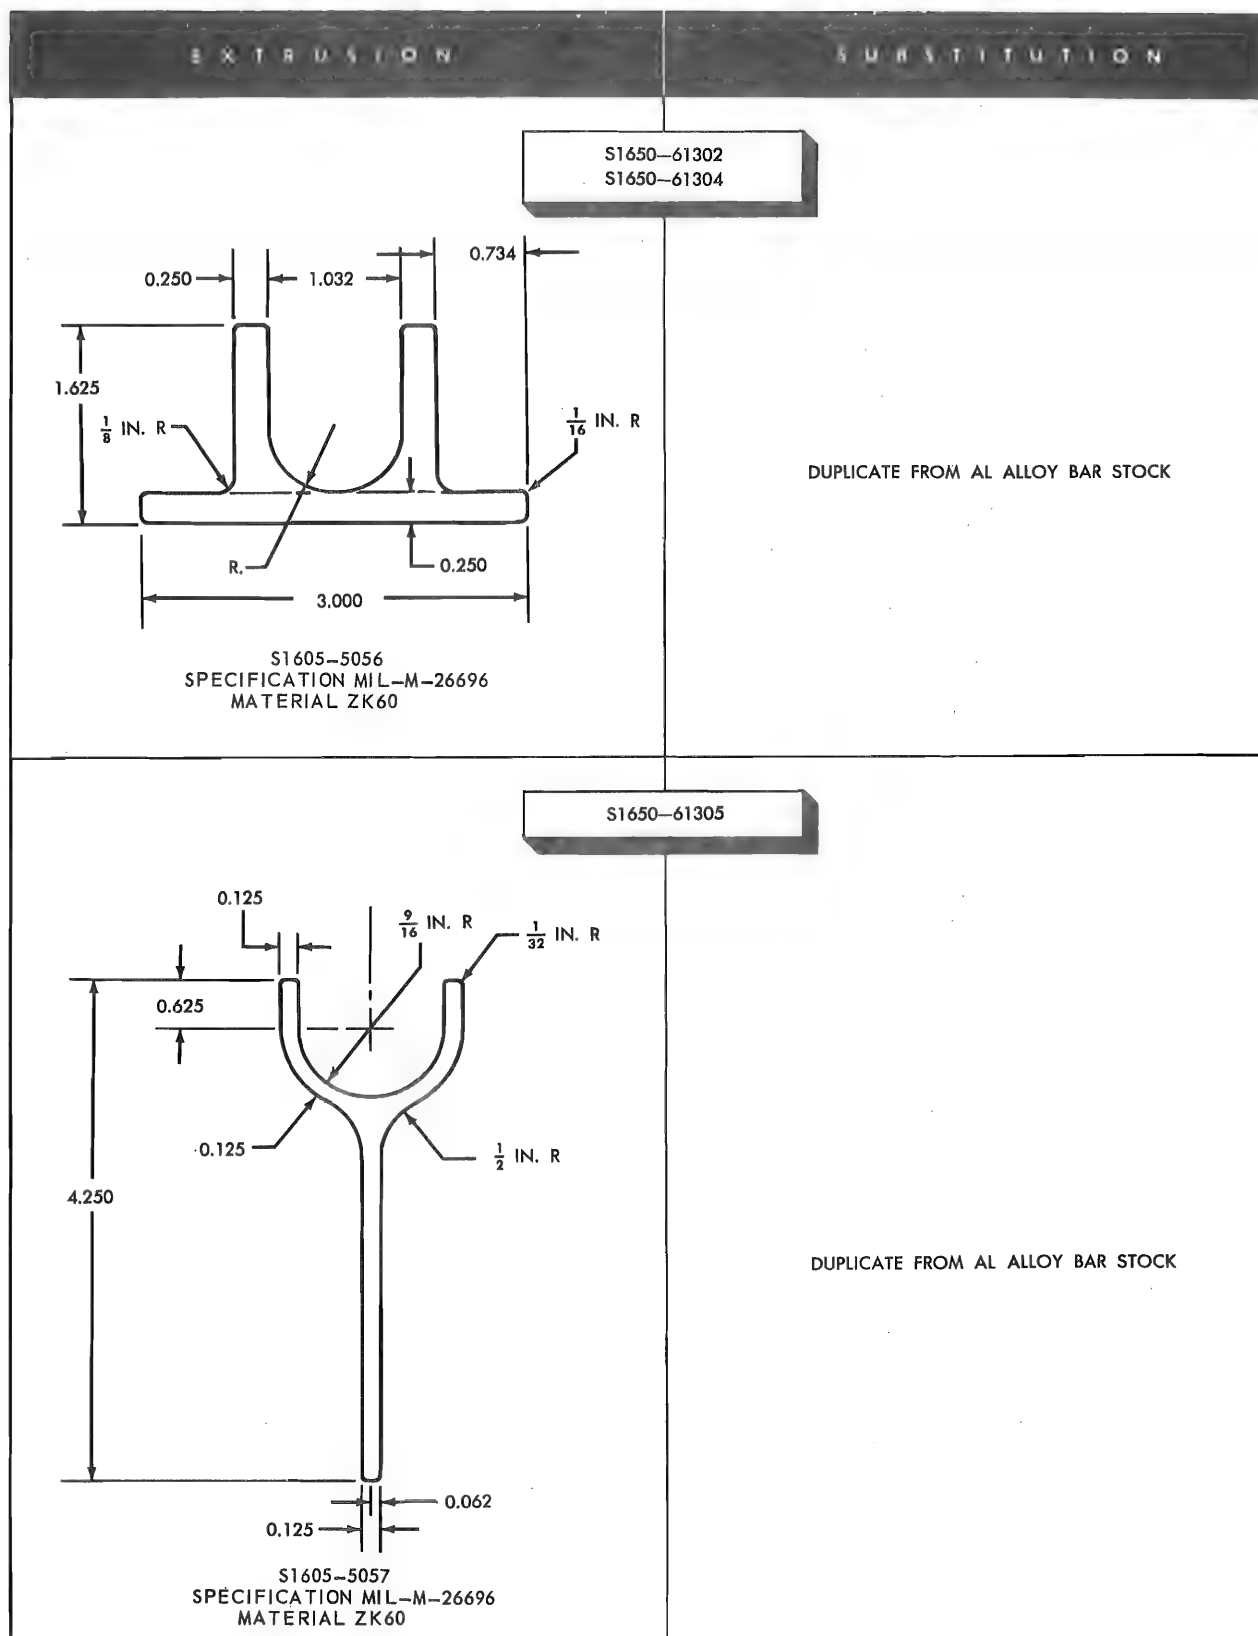 EXTRUSION
SUBSTITUTION
S1650—61302
S1650—61304
0.734
0.250
1.032
1.625
1/8 IN. R
1/16 IN. R
DUPLICATE FROM AL ALLOY BAR STOCK
R.
0.250
3.000
S1605-5056
SPECIFICATION MIL-M-26696
MATERIAL ZK60
S1650—61305
0.125
9/16 IN. R
1/32 IN. R
0.625
0.125
1/2 IN. R
4.250
DUPLICATE FROM AL ALLOY BAR STOCK
0.062
0.125
S1605-5057
SPECIFICATION MIL-M-26696
MATERIAL ZK60